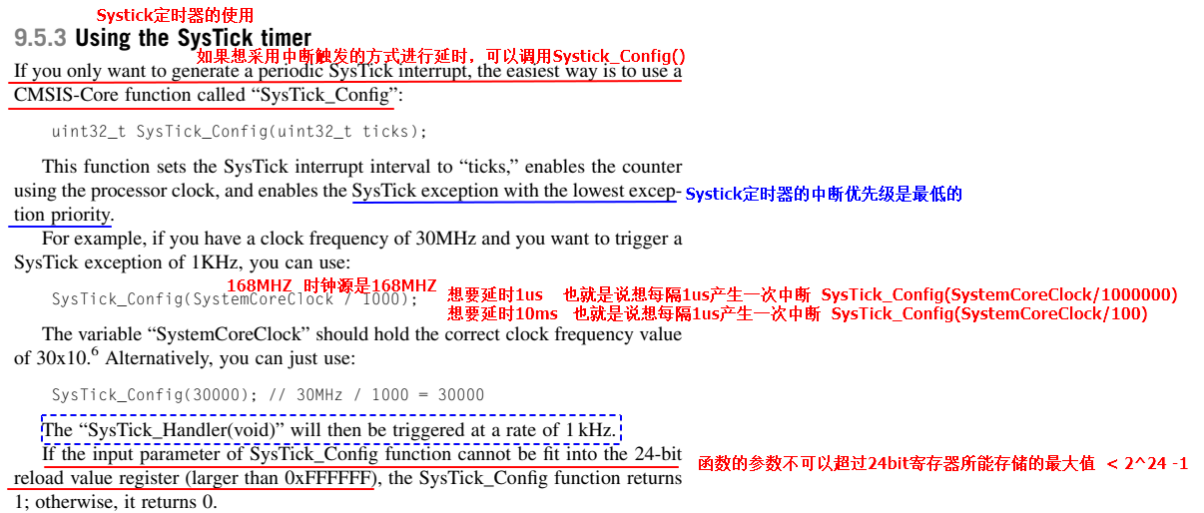 Systick定时器的使用
9.5.3 Using the SysTick timer
如果想采用中断触发的方式进行延时，可以调用Systick_Config()
If you only want to generate a periodic SysTick interrupt, the easiest way is to use a
CMSIS-Core function called “SysTick_Config”:
uint32_t SysTick_Config(uint32_t ticks);
This function sets the SysTick interrupt interval to “ticks,” enables the counter
using the processor clock, and enables the SysTick exception with the lowest excep-
Systick定时器的中断优先级是最低的
tion priority.
For example, if you have a clock frequency of 30MHz and you want to trigger a
SysTick exception of 1KHz, you can use:
168MHZ 时钟源是168MHZ
SysTick_Config(SystemCoreClock / 1000);
想要延时1us 也就是说想每隔1us产生一次中断 SysTick_Config(SystemCoreClock/1000000)
想要延时10ms 也就是说想每隔1us产生一次中断 SysTick_Config(SystemCoreClock/100)
The variable “SystemCoreClock” should hold the correct clock frequency value
of 30x10.⁶ Alternatively, you can just use:
SysTick_Config(30000); // 30MHz / 1000 = 30000
The “SysTick_Handler(void)” will then be triggered at a rate of 1 kHz.
If the input parameter of SysTick_Config function cannot be fit into the 24-bit
函数的参数不可以超过24bit寄存器所能存储的最大值 < 2^24 -1
reload value register (larger than 0xFFFFFF), the SysTick_Config function returns
1; otherwise, it returns 0.